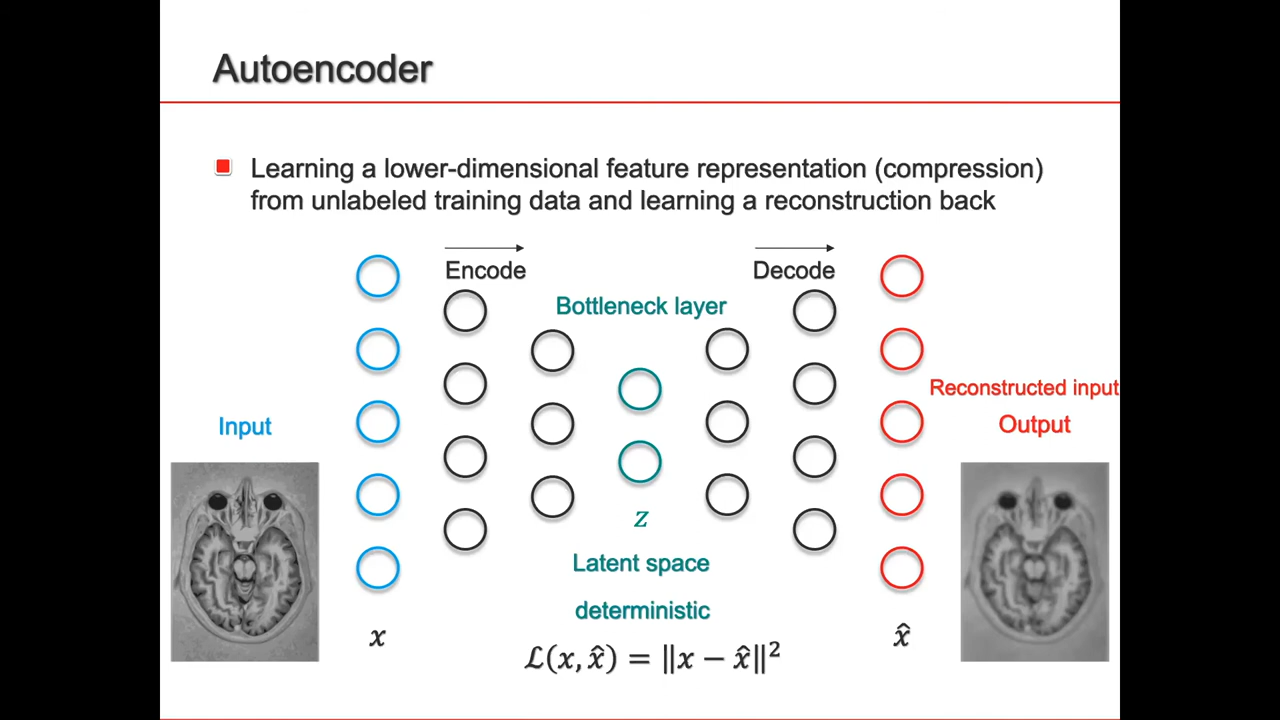 Autoencoder
Learning a lower-dimensional feature representation (compression)
from unlabeled training data and learning a reconstruction back
Encode
Decode
Bottleneck layer
Reconstructed input
Input
Output
z
Latent space
deterministic
x
x̂
ℒ(x, x̂) = ‖x − x̂‖²